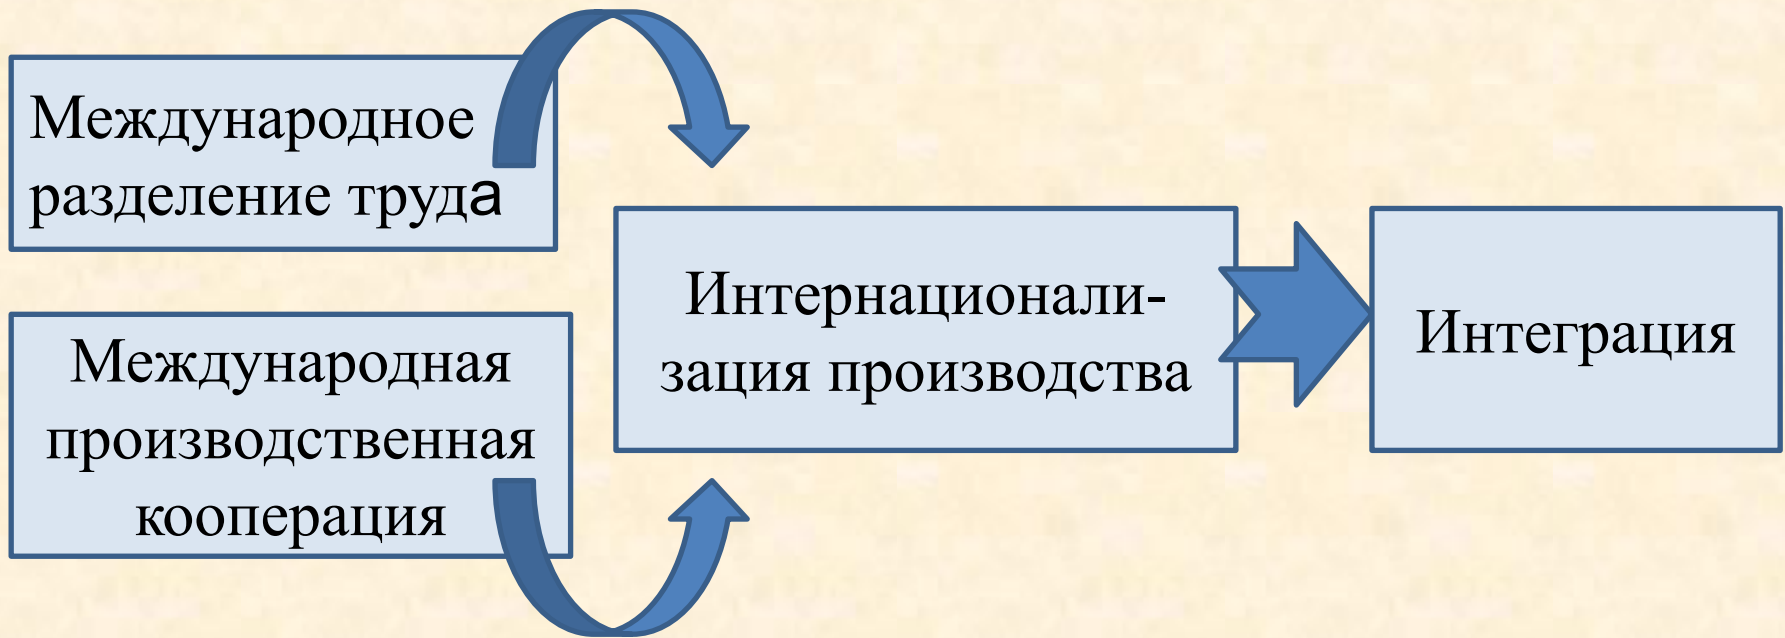 Международное
разделение труда
Международная
производственная
кооперация
Интернационали-
зация производства
Интеграция